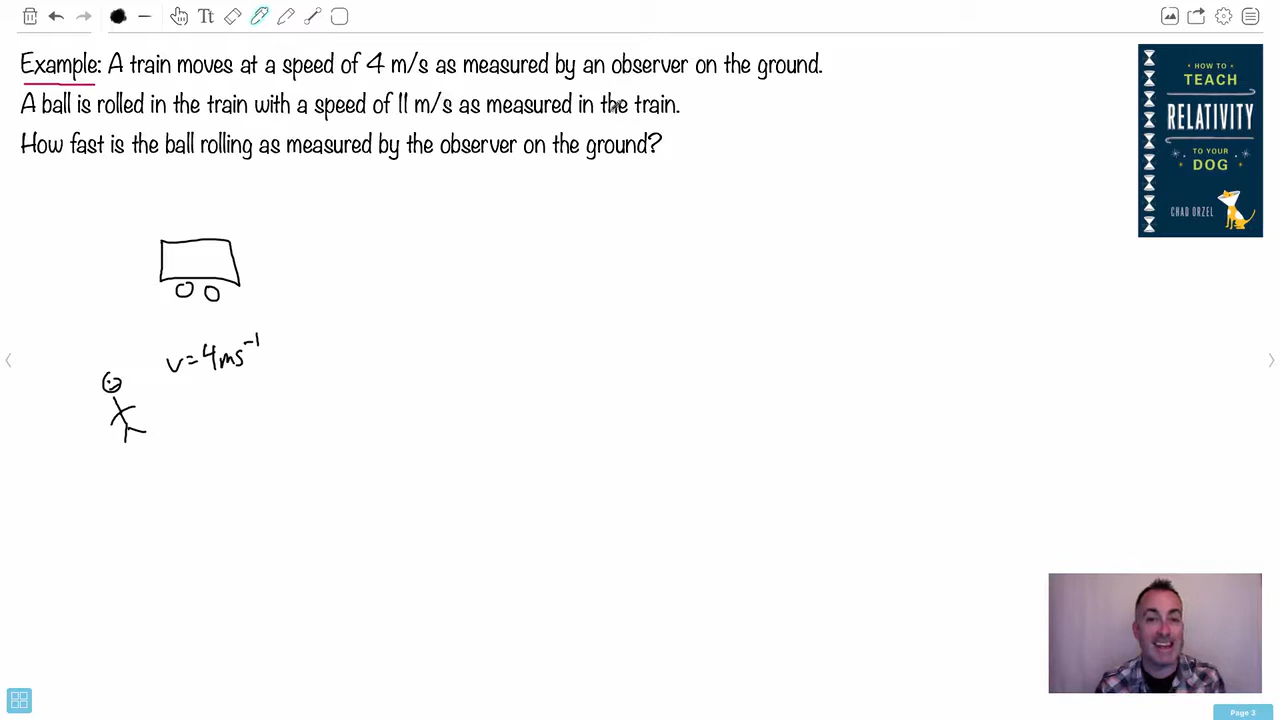 Tt
Example: A train moves at a speed of 4 m/s as measured by an observer on the ground.
A ball is rolled in the train with a speed of 11 m/s as measured in the train.
How fast is the ball rolling as measured by the observer on the ground?
• HOW TO •
TEACH
RELATIVITY
TO YOUR
DOG
CHAD ORZEL
v=4ms⁻¹
Page 3